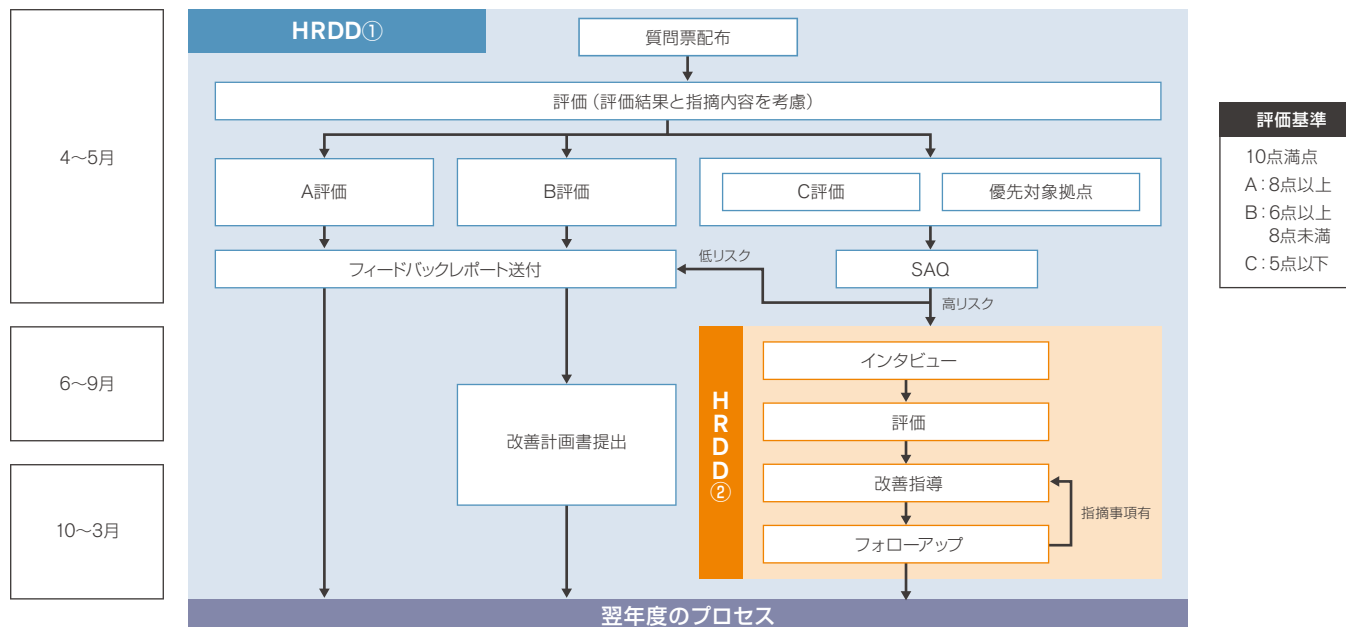 HRDD①
質問票配布
評価（評価結果と指摘内容を考慮）
4〜5月
A評価
B評価
C評価
優先対象拠点
フィードバックレポート送付
低リスク
SAQ
高リスク
評価基準
10点満点
A：8点以上
B：6点以上
8点未満
C：5点以下
6〜9月
改善計画書提出
HRDD②
インタビュー
評価
改善指導
指摘事項有
フォローアップ
10〜3月
翌年度のプロセス